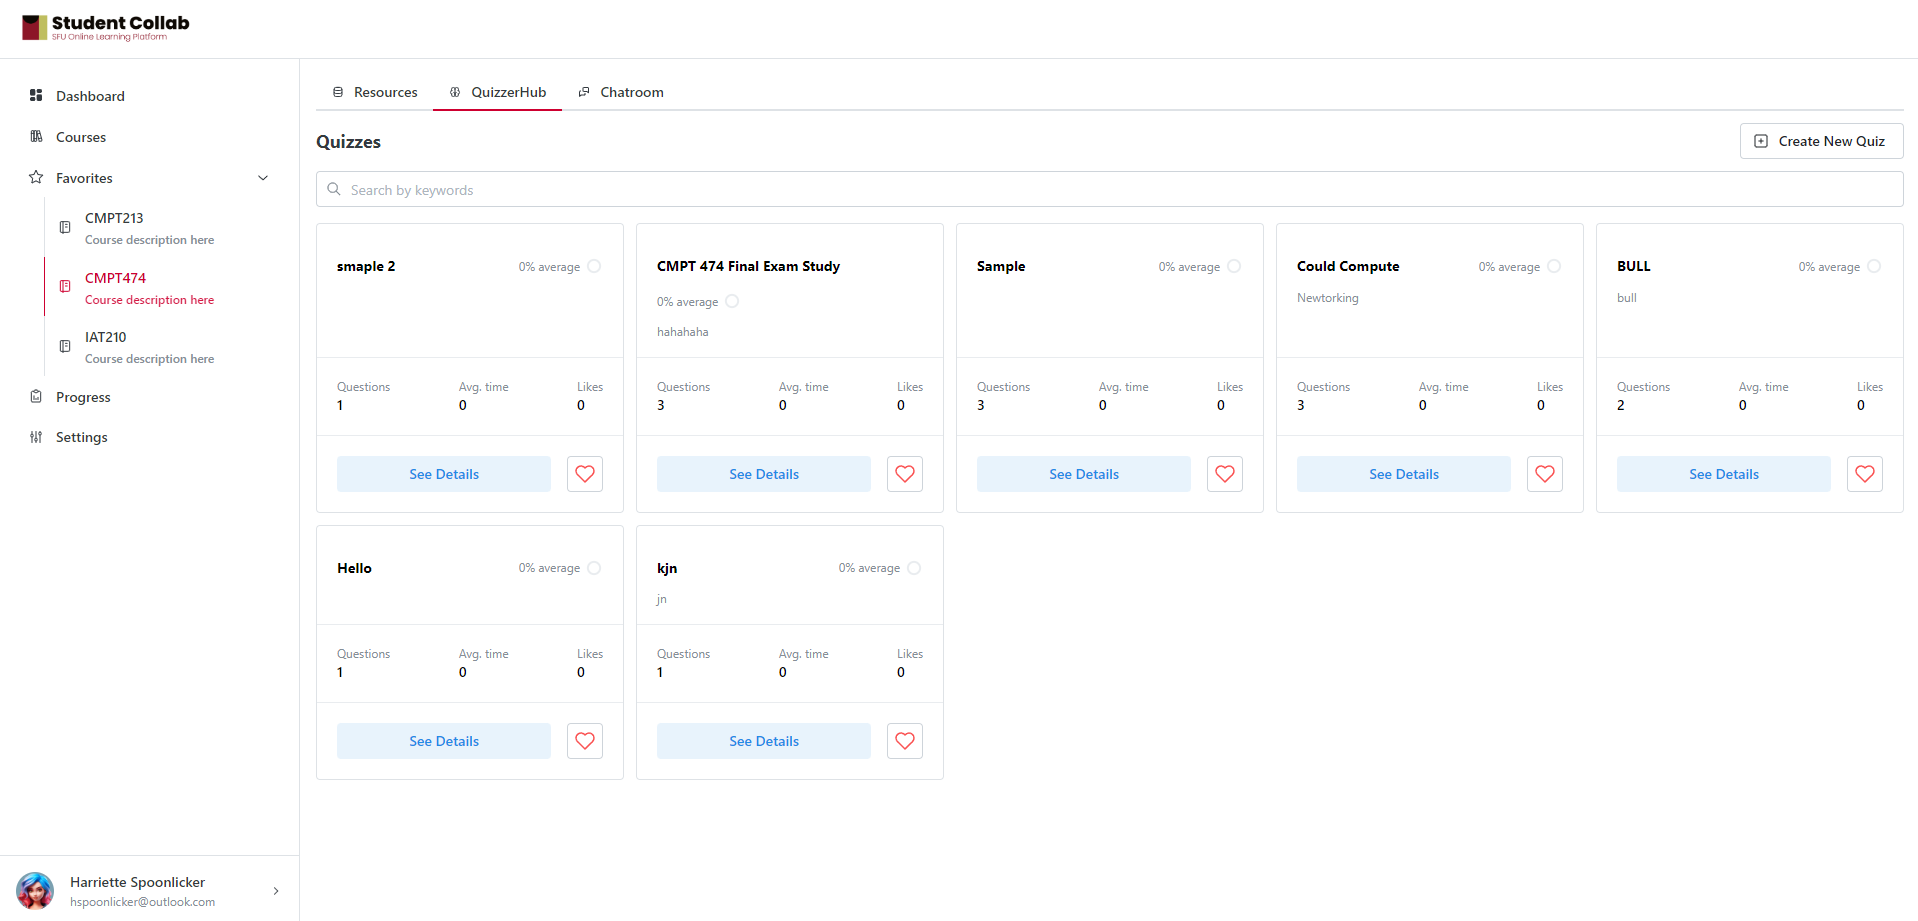 Student Collab
SFU Online Learning Platform
Dashboard
Courses
Favorites
CMPT213
Course description here
CMPT474
Course description here
IAT210
Course description here
Progress
Settings
Harriette Spoonlicker
hspoonlicker@outlook.com
Resources QuizzerHub Chatroom
Quizzes
Create New Quiz
Search by keywords
smaple 2 0% average
Questions Avg. time Likes
1 0 0
See Details
CMPT 474 Final Exam Study
0% average
hahahaha
Questions Avg. time Likes
3 0 0
See Details
Sample 0% average
Questions Avg. time Likes
3 0 0
See Details
Could Compute 0% average
Newtorking
Questions Avg. time Likes
3 0 0
See Details
BULL 0% average
bull
Questions Avg. time Likes
2 0 0
See Details
Hello 0% average
Questions Avg. time Likes
1 0 0
See Details
kjn 0% average
jn
Questions Avg. time Likes
1 0 0
See Details